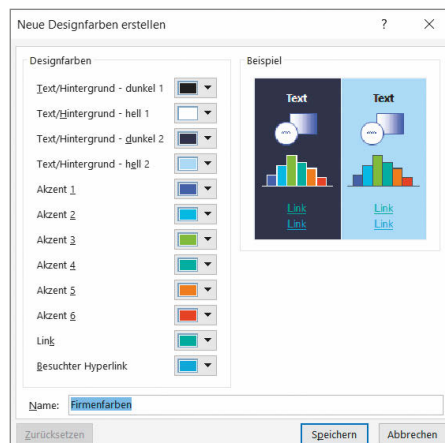 Neue Designfarben erstellen
?
Designfarben
Text/Hintergrund - dunkel 1
Text/Hintergrund - hell 1
Text/Hintergrund - dunkel 2
Text/Hintergrund - hell 2
Akzent 1
Akzent 2
Akzent 3
Akzent 4
Akzent 5
Akzent 6
Link
Besuchter Hyperlink
Beispiel
Text Text
Link Link
Link Link
Name: Firmenfarben
Zurücksetzen Speichern Abbrechen